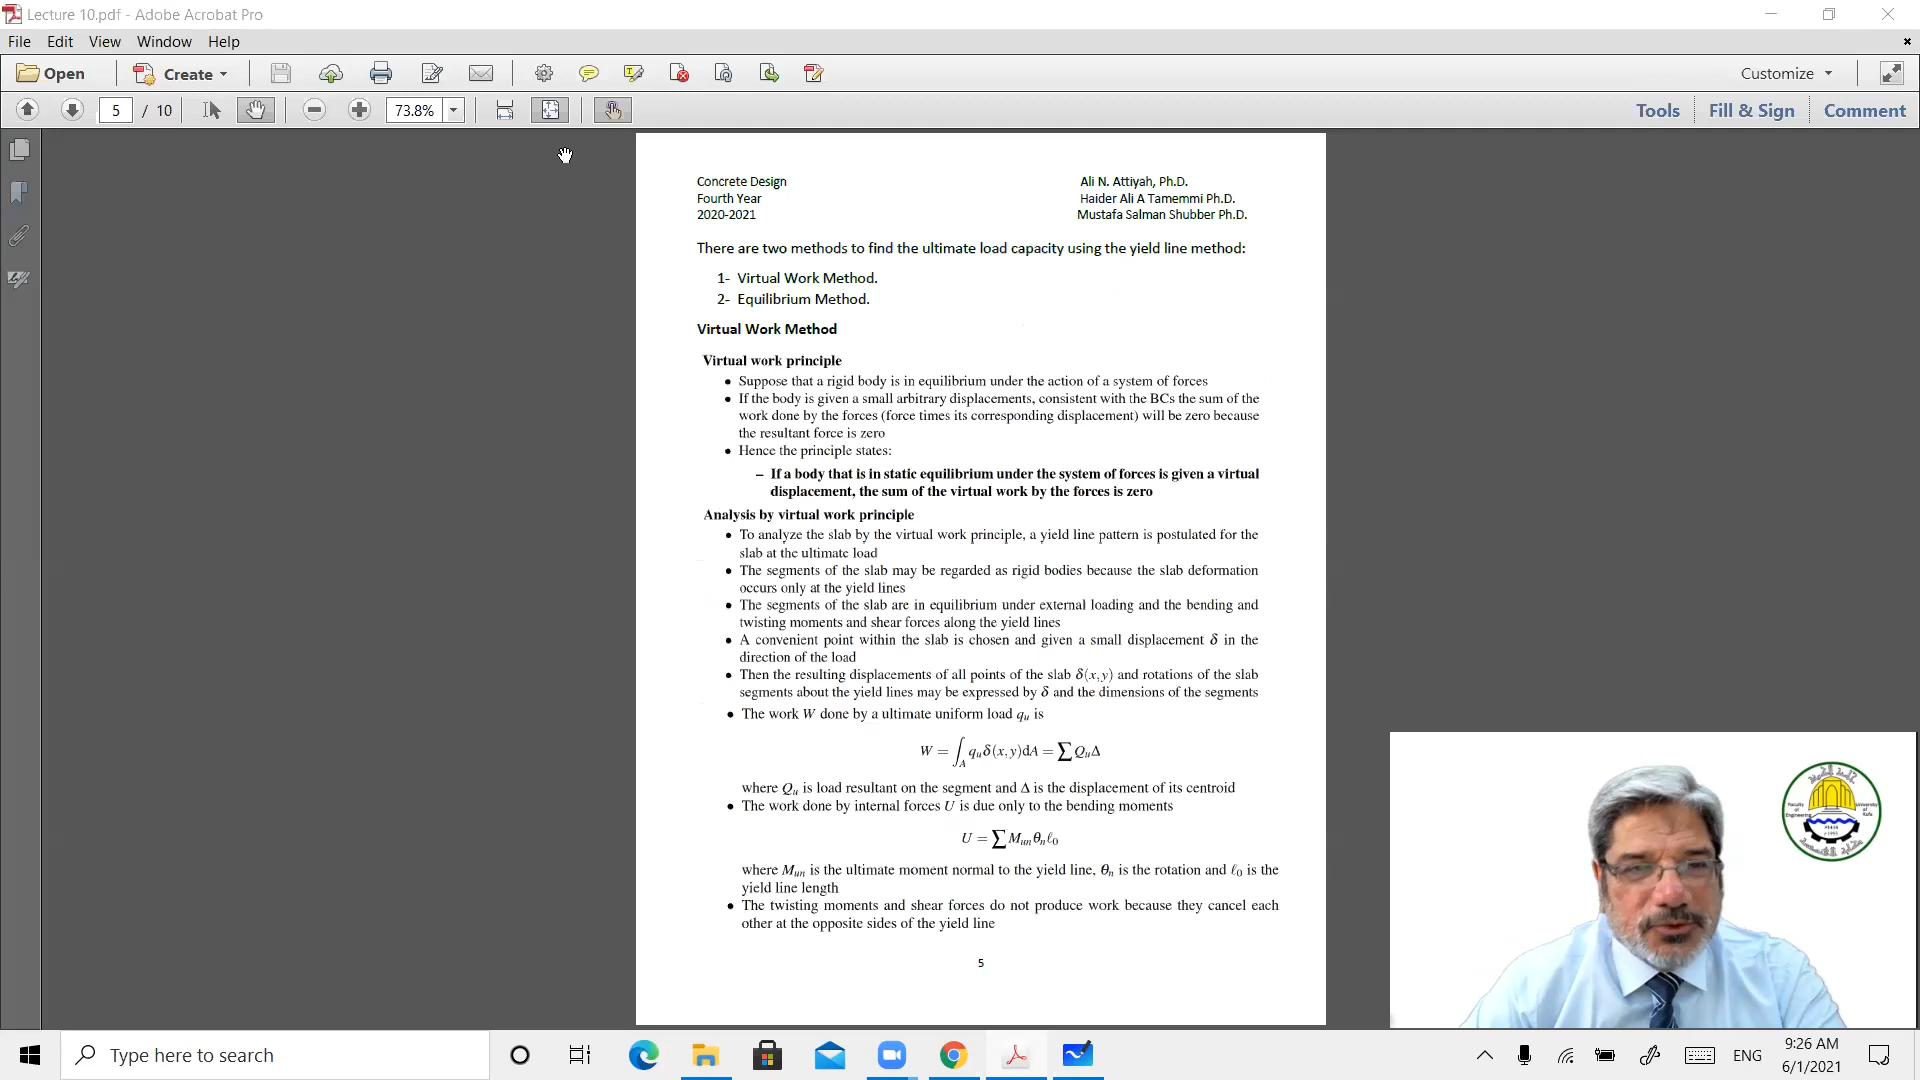 Lecture 10.pdf - Adobe Acrobat Pro
File Edit View Window Help
Open Create Customize
5 / 10 73.8% Tools Fill & Sign Comment
Concrete Design Ali N. Attiyah, Ph.D.
Fourth Year Haider Ali A Tamemmi Ph.D.
2020-2021 Mustafa Salman Shubber Ph.D.
There are two methods to find the ultimate load capacity using the yield line method:
1- Virtual Work Method.
2- Equilibrium Method.
Virtual Work Method
Virtual work principle
• Suppose that a rigid body is in equilibrium under the action of a system of forces
• If the body is given a small arbitrary displacements, consistent with the BCs the sum of the
work done by the forces (force times its corresponding displacement) will be zero because
the resultant force is zero
• Hence the principle states:
– If a body that is in static equilibrium under the system of forces is given a virtual
displacement, the sum of the virtual work by the forces is zero
Analysis by virtual work principle
• To analyze the slab by the virtual work principle, a yield line pattern is postulated for the
slab at the ultimate load
• The segments of the slab may be regarded as rigid bodies because the slab deformation
occurs only at the yield lines
• The segments of the slab are in equilibrium under external loading and the bending and
twisting moments and shear forces along the yield lines
• A convenient point within the slab is chosen and given a small displacement δ in the
direction of the load
• Then the resulting displacements of all points of the slab δ(x,y) and rotations of the slab
segments about the yield lines may be expressed by δ and the dimensions of the segments
• The work W done by a ultimate uniform load qᵤ is
W = ∫_A qᵤδ(x,y)dA = ∑ QᵤΔ
where Qᵤ is load resultant on the segment and Δ is the displacement of its centroid
• The work done by internal forces U is due only to the bending moments
U = ∑ Mᵤₙθₙℓ₀
where Mᵤₙ is the ultimate moment normal to the yield line, θₙ is the rotation and ℓ₀ is the
yield line length
• The twisting moments and shear forces do not produce work because they cancel each
other at the opposite sides of the yield line
5
Faculty of Engineering
University of Kufa
Type here to search
ENG
9:26 AM
6/1/2021